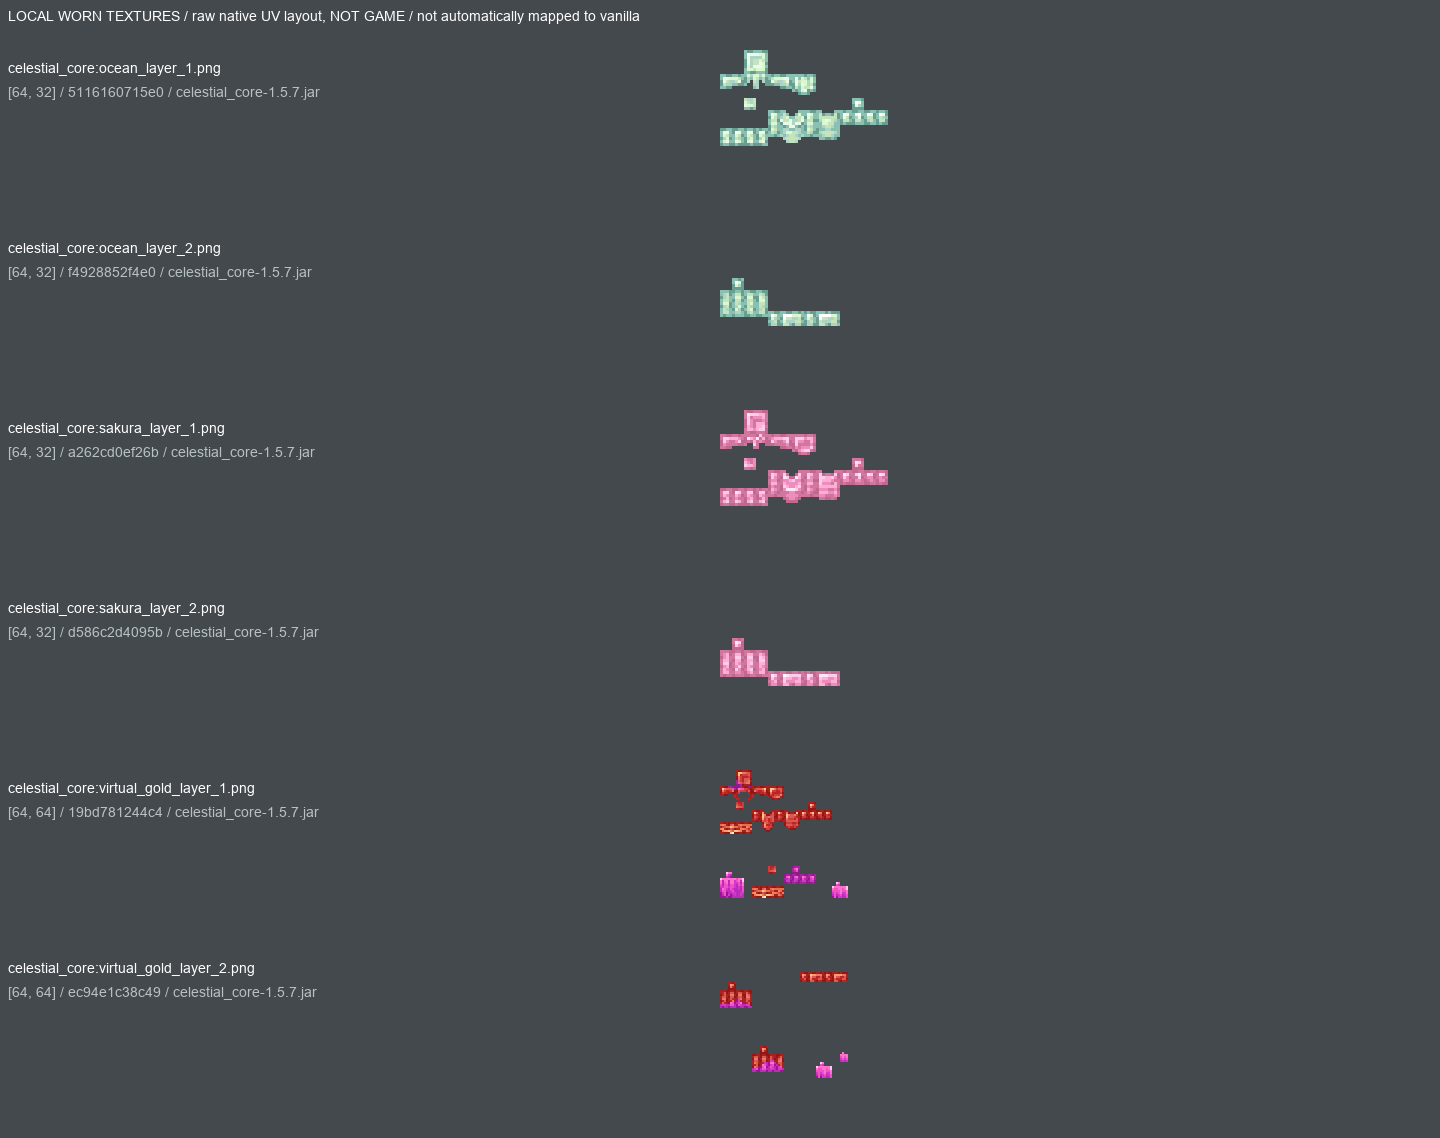 LOCAL WORN TEXTURES / raw native UV layout, NOT GAME / not automatically mapped to vanilla
celestial_core:ocean_layer_1.png
[64, 32] / 5116160715e0 / celestial_core-1.5.7.jar
celestial_core:ocean_layer_2.png
[64, 32] / f4928852f4e0 / celestial_core-1.5.7.jar
celestial_core:sakura_layer_1.png
[64, 32] / a262cd0ef26b / celestial_core-1.5.7.jar
celestial_core:sakura_layer_2.png
[64, 32] / d586c2d4095b / celestial_core-1.5.7.jar
celestial_core:virtual_gold_layer_1.png
[64, 64] / 19bd781244c4 / celestial_core-1.5.7.jar
celestial_core:virtual_gold_layer_2.png
[64, 64] / ec94e1c38c49 / celestial_core-1.5.7.jar